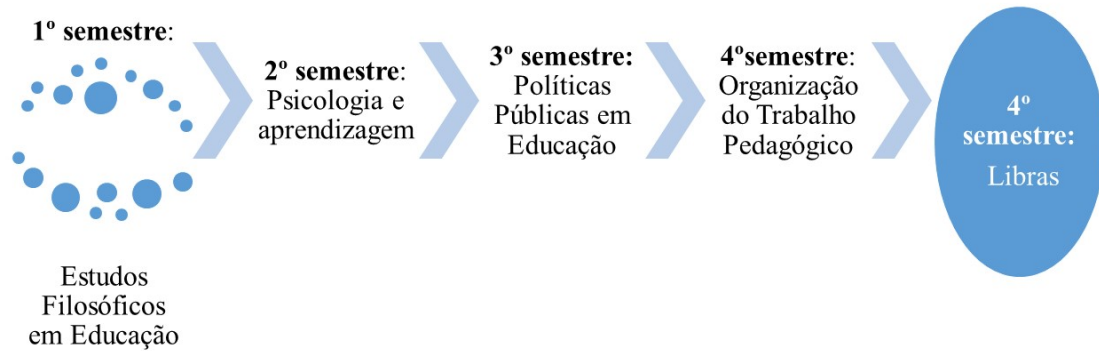 1º semestre:
Estudos
Filosóficos
em Educação
2º semestre:
Psicologia e
aprendizagem
3º semestre:
Políticas
Públicas em
Educação
4ºsemestre:
Organização
do Trabalho
Pedagógico
4º
semestre:
Libras